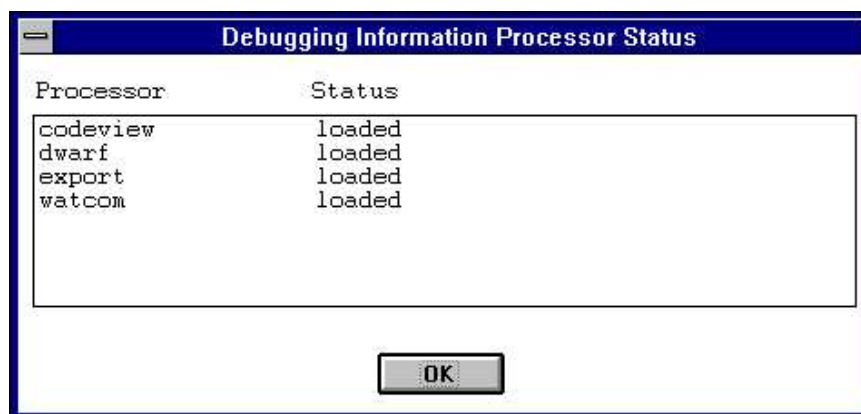 Debugging Information Processor Status
Processor Status
codeview loaded
dwarf loaded
export loaded
watcom loaded
OK